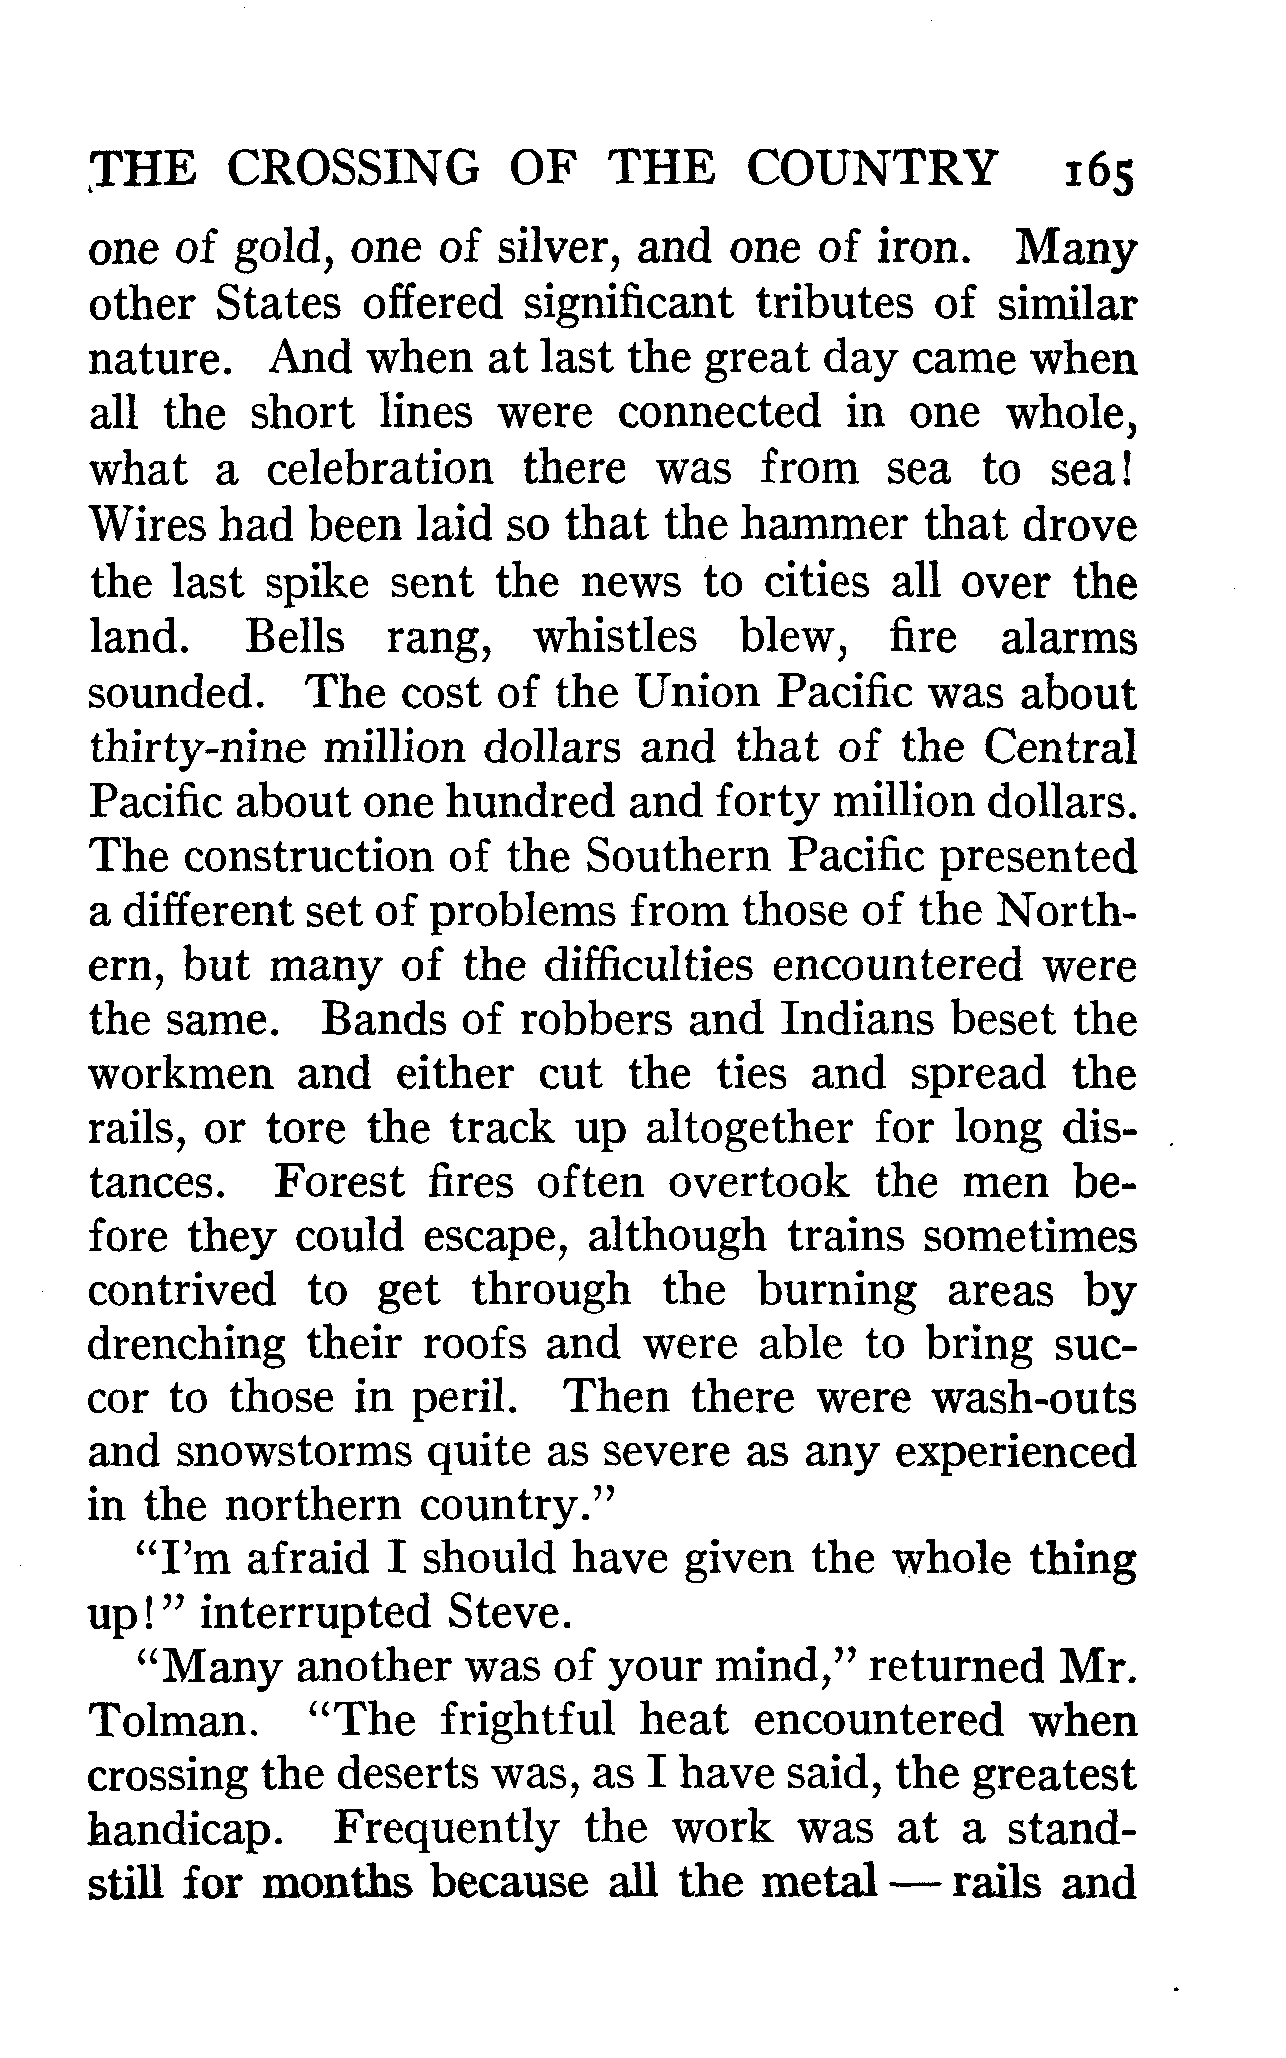 THE CROSSING OF THE COUNTRY 165
one of gold, one of silver, and one of iron. Many
other States offered significant tributes of similar
nature. And when at last the great day came when
all the short lines were connected in one whole,
what a celebration there was from sea to sea!
Wires had been laid so that the hammer that drove
the last spike sent the news to cities all over the
land. Bells rang, whistles blew, fire alarms
sounded. The cost of the Union Pacific was about
thirty-nine million dollars and that of the Central
Pacific about one hundred and forty million dollars.
The construction of the Southern Pacific presented
a different set of problems from those of the North-
ern, but many of the difficulties encountered were
the same. Bands of robbers and Indians beset the
workmen and either cut the ties and spread the
rails, or tore the track up altogether for long dis-
tances. Forest fires often overtook the men be-
fore they could escape, although trains sometimes
contrived to get through the burning areas by
drenching their roofs and were able to bring suc-
cor to those in peril. Then there were wash-outs
and snowstorms quite as severe as any experienced
in the northern country."
"I'm afraid I should have given the whole thing
up!" interrupted Steve.
"Many another was of your mind," returned Mr.
Tolman. "The frightful heat encountered when
crossing the deserts was, as I have said, the greatest
handicap. Frequently the work was at a stand-
still for months because all the metal — rails and